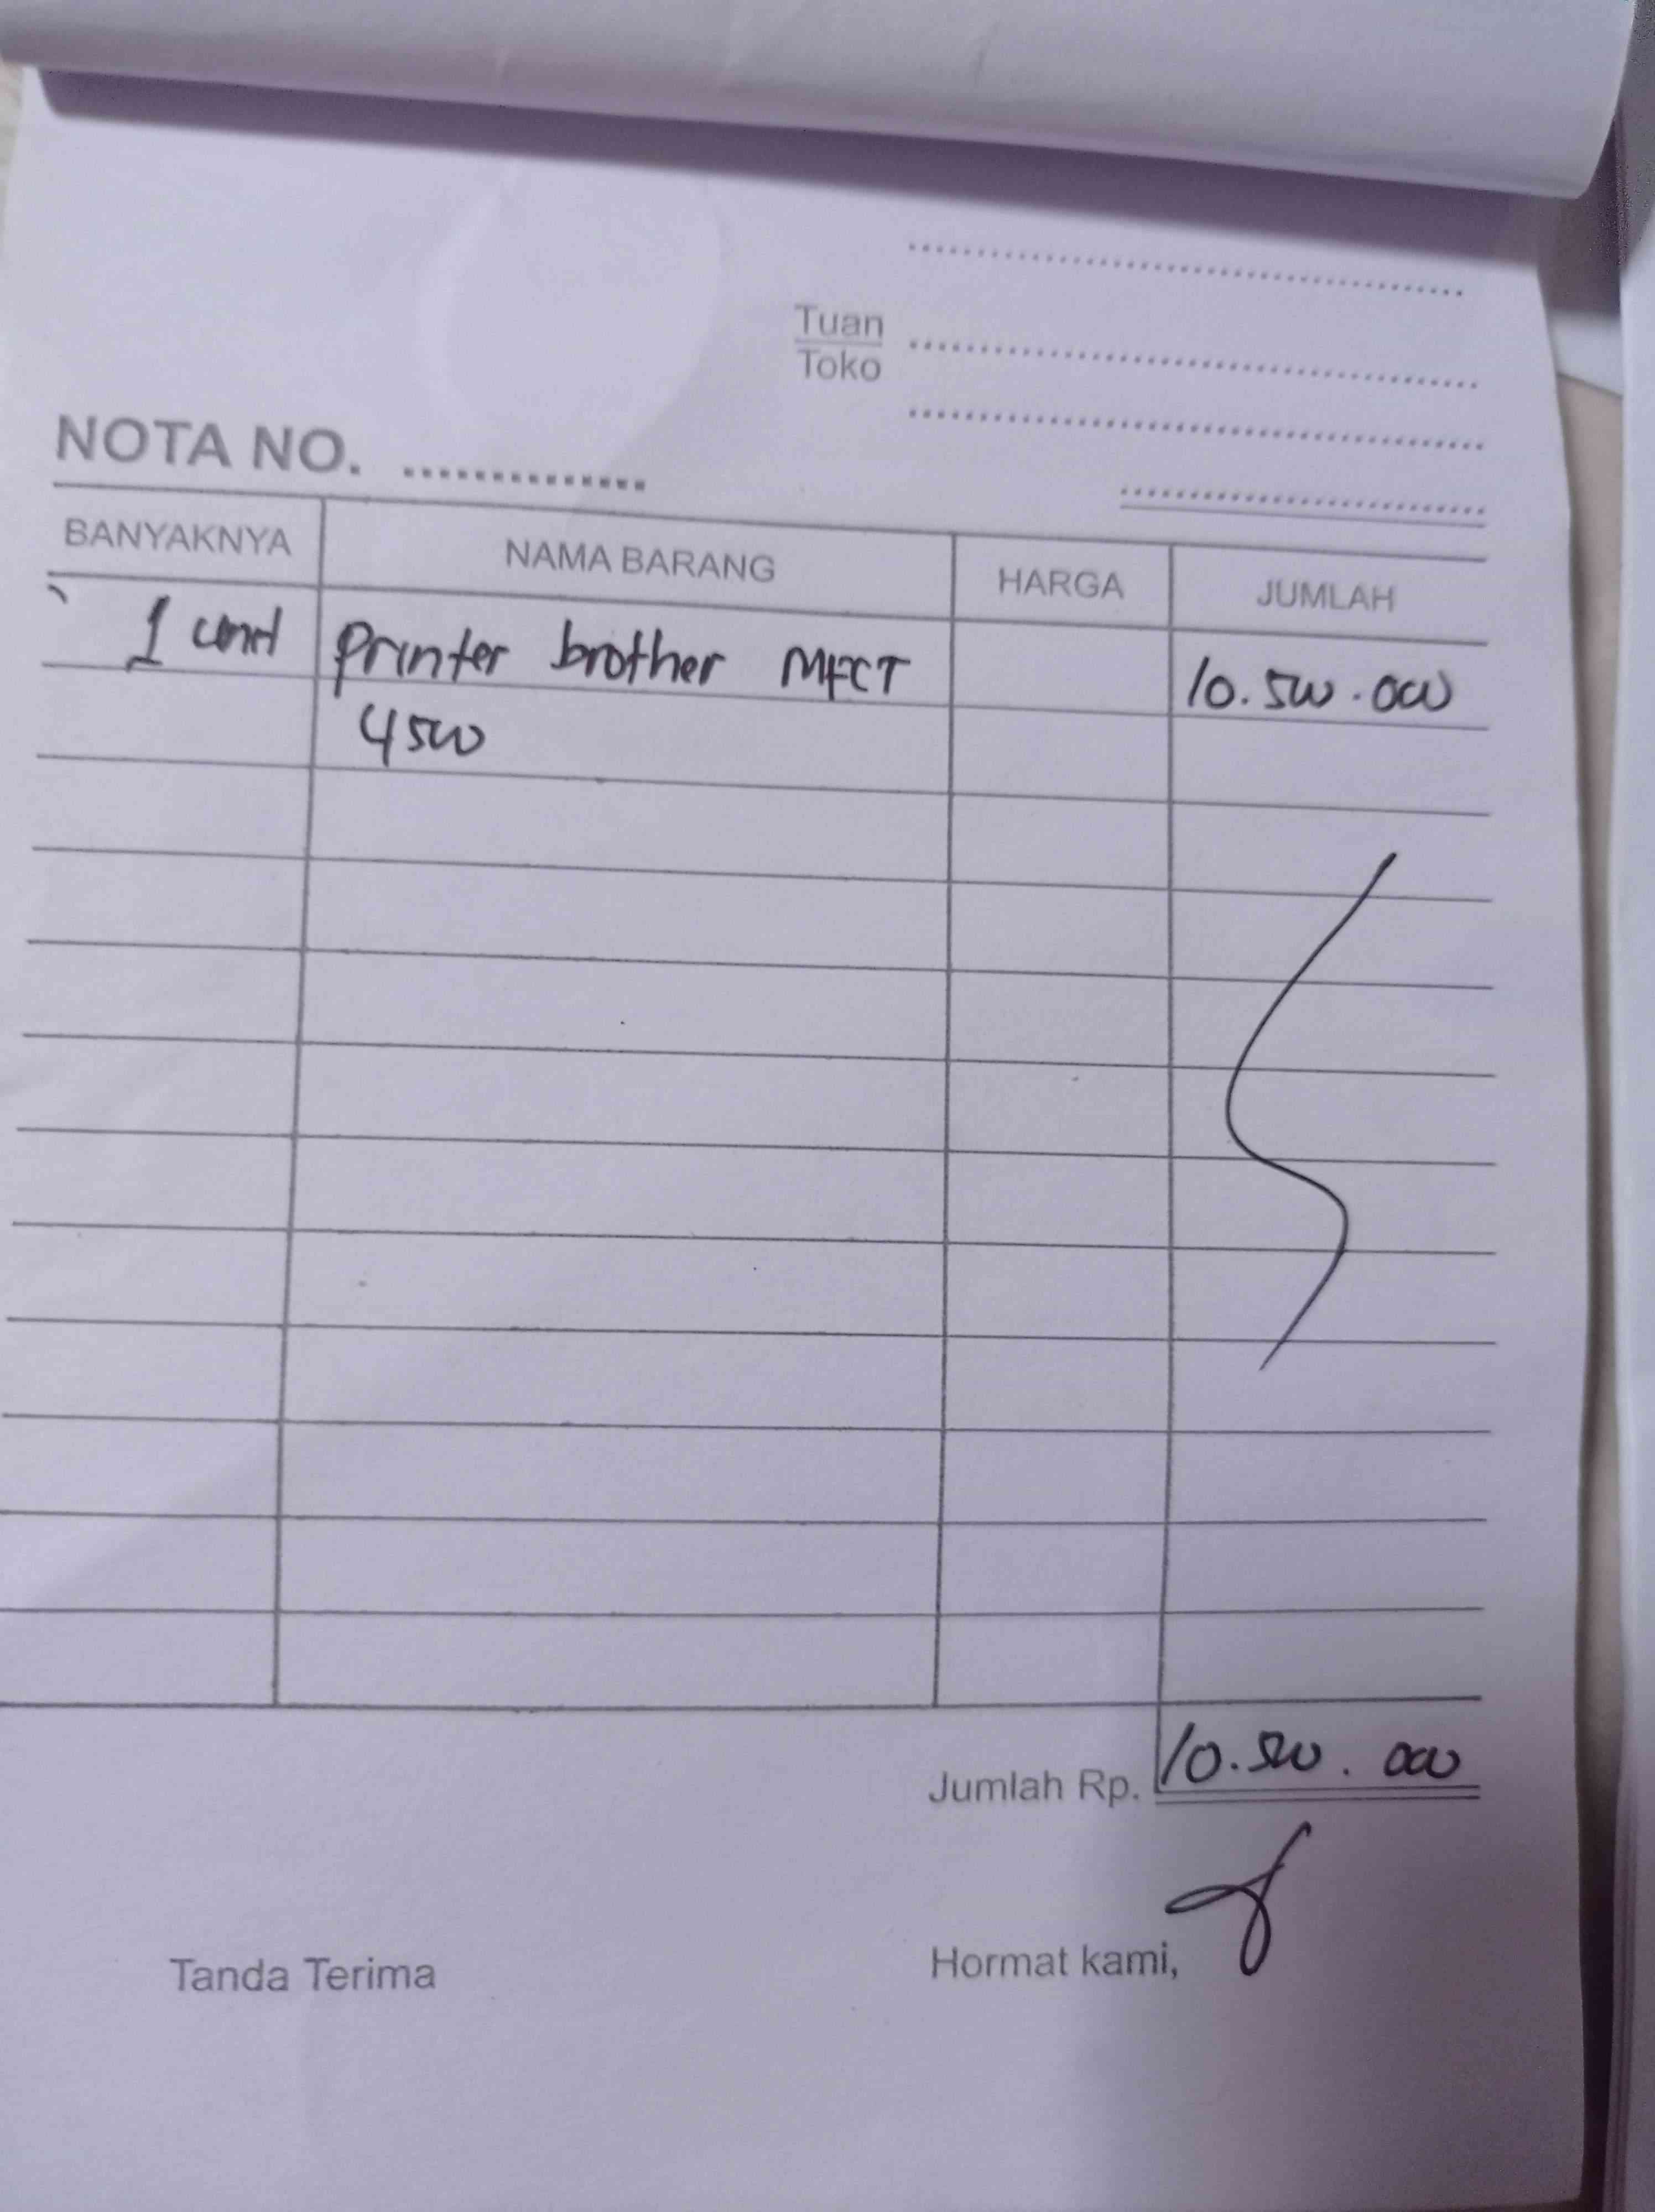 Tuan
Toko
NOTA NO.
BANYAKNYA NAMA BARANG HARGA JUMLAH
1 unit Printer brother MFCT 10.500.000
4500
Jumlah Rp. 10.500.000
Tanda Terima Hormat kami,